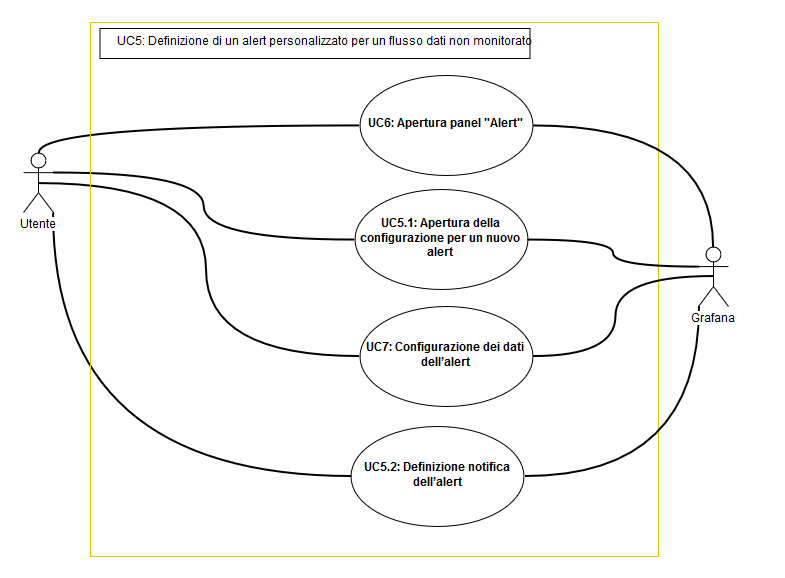 UC5: Definizione di un alert personalizzato per un flusso dati non monitorato
UC6: Apertura panel "Alert"
Utente
UC5.1: Apertura della
configurazione per un nuovo
alert
Grafana
UC7: Configurazione dei dati
dell'alert
UC5.2: Definizione notifica
dell'alert